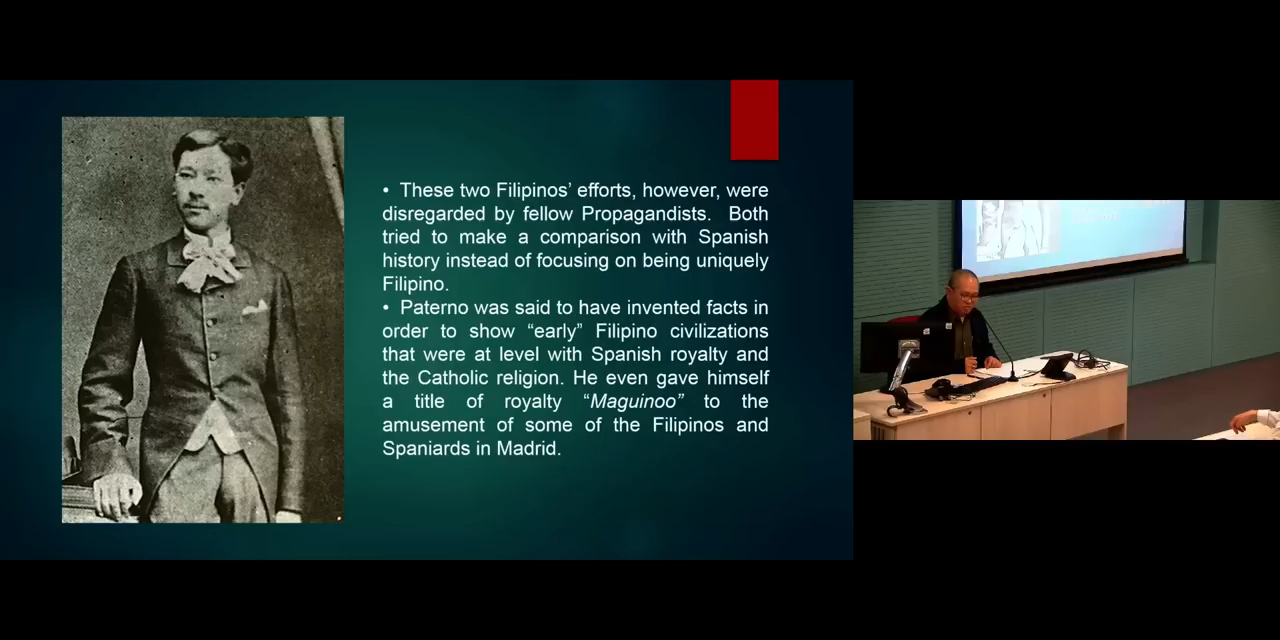 • These two Filipinos’ efforts, however, were
disregarded by fellow Propagandists. Both
tried to make a comparison with Spanish
history instead of focusing on being uniquely
Filipino.
• Paterno was said to have invented facts in
order to show “early” Filipino civilizations
that were at level with Spanish royalty and
the Catholic religion. He even gave himself
a title of royalty “Maguinoo” to the
amusement of some of the Filipinos and
Spaniards in Madrid.